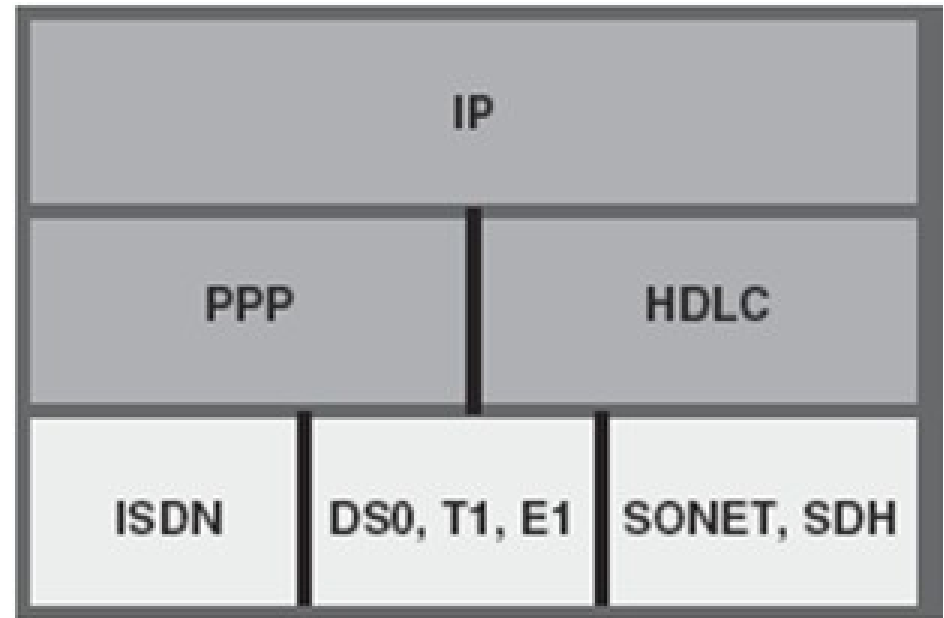 IP
PPP
HDLC
ISDN
DS0, T1, E1
SONET, SDH